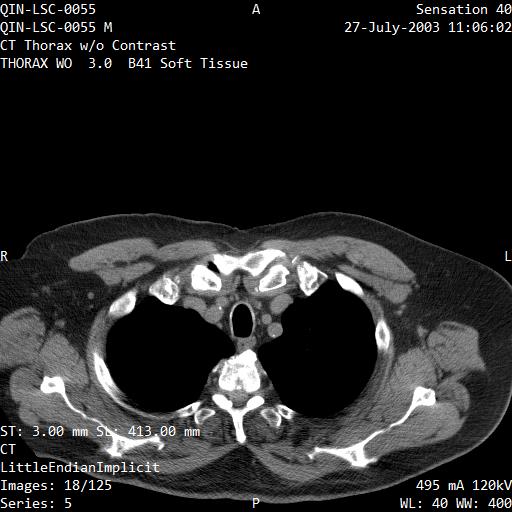 QIN-LSC-0055
A
Sensation 40
QIN-LSC-0055 M
27-July-2003 11:06:02
CT Thorax w/o Contrast
THORAX WO  3.0  B41 Soft Tissue
R
L
ST: 3.00 mm SL: 413.00 mm
CT
LittleEndianImplicit
Images: 18/125
495 mA 120kV
Series: 5
P
WL: 40 WW: 400